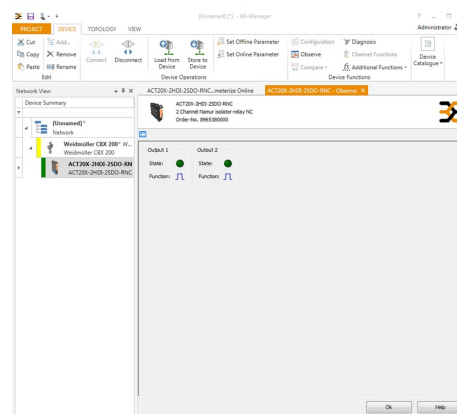 [Unnamed] (*) - WI-Manager
PROJECT DEVICE TOPOLOGY VIEW Administrator
Cut Add...
Copy Remove
Paste Rename
Edit
Connect Disconnect
Load from Device
Store to Device
Set Offline Parameter
Set Online Parameter
Device Operations
Configuration Diagnosis
Observe Channel Functions
Compare Additional Functions
Device Functions
Device Catalogue
Network View
ACT20X-2HDI-2SDO-RNC...meterize Online
ACT20X-2HDI-2SDO-RNC - Observe
Device Summary
[Unnamed]*
Network
Weidmüller CBX 200* W...
Weidmüller CBX 200
ACT20X-2HDI-2SDO-RN
ACT20X-2HDI-2SDO-RNC
ACT20X-2HDI-2SDO-RNC
2 Channel Namur isolator-relay NC
Order-No. 8965380000
Output 1 Outout 2
State: State:
Function: Function:
Ok Help